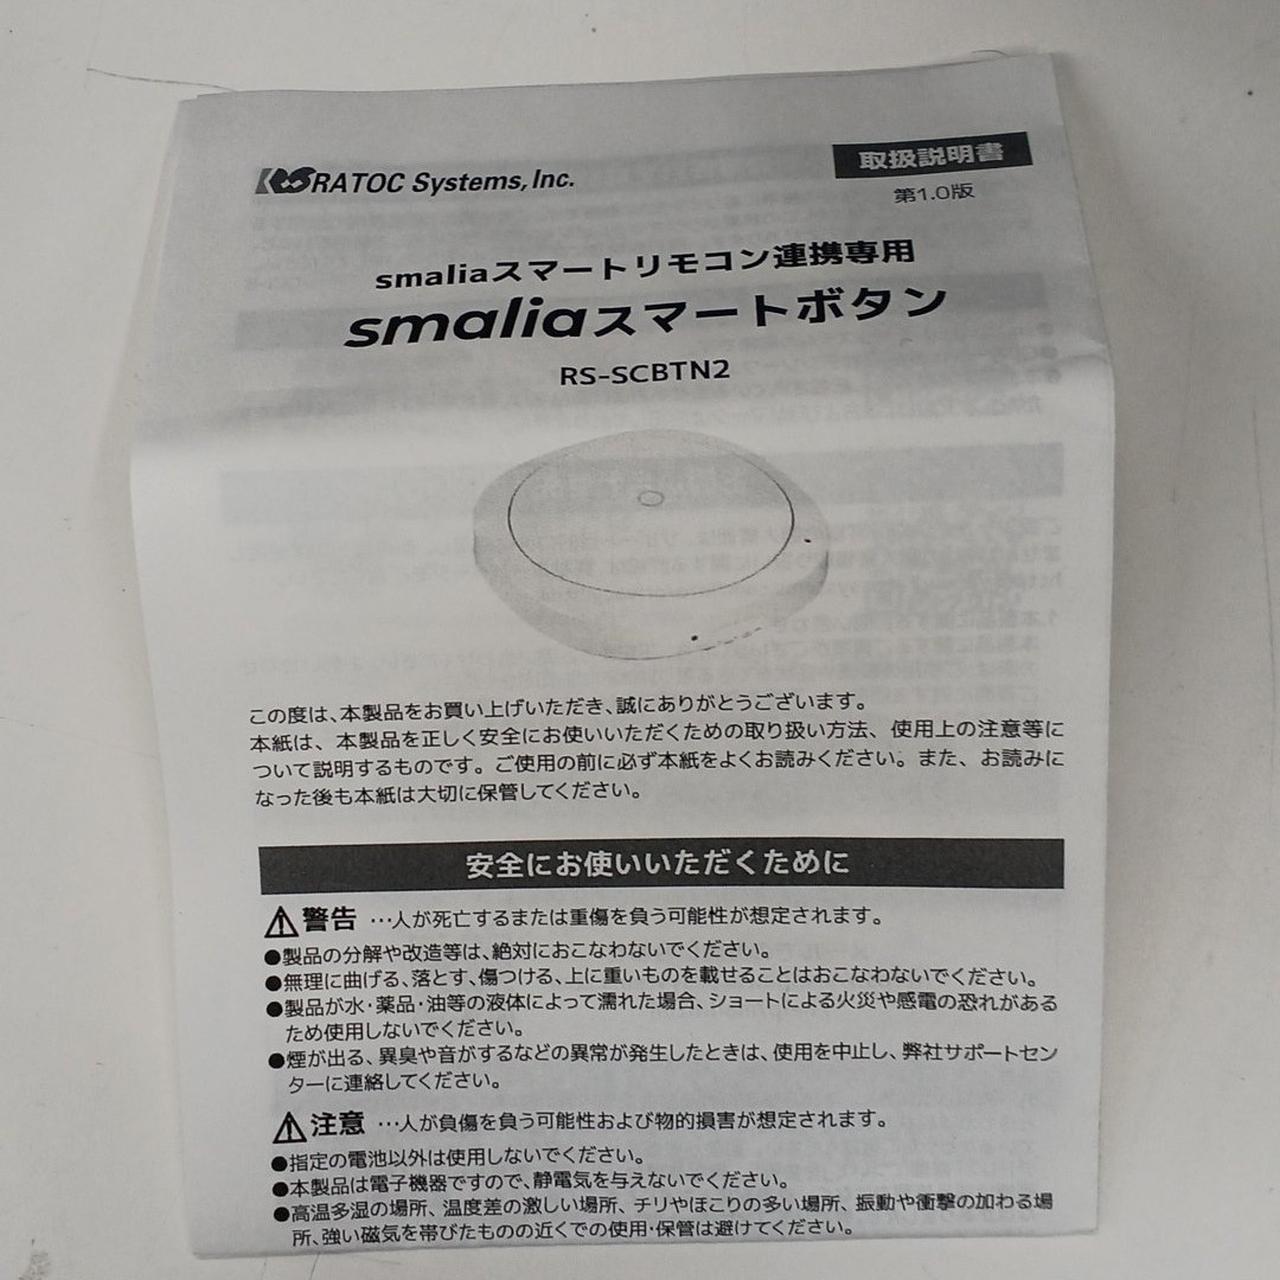 RATOC Systems, Inc.
取扱説明書
第1.0版
smaliaスマートリモコン連携専用
smaliaスマートボタン
RS-SCBTN2
この度は、本製品をお買い上げいただき、誠にありがとうございます。
本紙は、本製品を正しく安全にお使いいただくための取り扱い方法、使用上の注意等に
ついて説明するものです。ご使用の前に必ず本紙をよくお読みください。また、お読みに
なった後も本紙は大切に保管してください。
安全にお使いいただくために
警告 …人が死亡するまたは重傷を負う可能性が想定されます。
●製品の分解や改造等は、絶対におこなわないでください。
●無理に曲げる、落とす、傷つける、上に重いものを載せることはおこなわないでください。
●製品が水・薬品・油等の液体によって濡れた場合、ショートによる火災や感電の恐れがある
ため使用しないでください。
●煙が出る、異臭や音がするなどの異常が発生したときは、使用を中止し、弊社サポートセン
ターに連絡してください。
注意 …人が負傷を負う可能性および物的損害が想定されます。
●指定の電池以外は使用しないでください。
●本製品は電子機器ですので、静電気を与えないでください。
●高温多湿の場所、温度差の激しい場所、チリやほこりの多い場所、振動や衝撃の加わる場
所、強い磁気を帯びたものの近くでの使用・保管は避けてください。